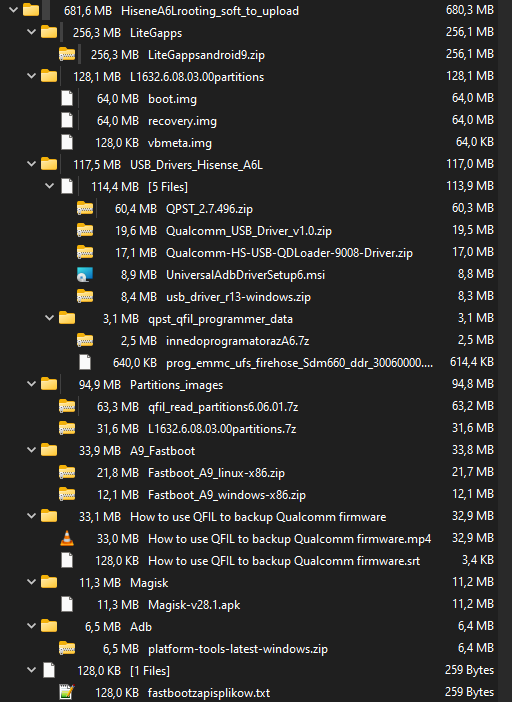 681,6 MB HiseneA6Lrooting_soft_to_upload 680,3 MB
256,3 MB LiteGapps 256,1 MB
256,3 MB LiteGappsandroid9.zip 256,1 MB
128,1 MB L1632.6.08.03.00partitions 128,1 MB
64,0 MB boot.img 64,0 MB
64,0 MB recovery.img 64,0 MB
128,0 KB vbmeta.img 64,0 KB
117,5 MB USB_Drivers_Hisense_A6L 117,0 MB
114,4 MB [5 Files] 113,9 MB
60,4 MB QPST_2.7.496.zip 60,3 MB
19,6 MB Qualcomm_USB_Driver_v1.0.zip 19,5 MB
17,1 MB Qualcomm-HS-USB-QDLoader-9008-Driver.zip 17,0 MB
8,9 MB UniversalAdbDriverSetup6.msi 8,8 MB
8,4 MB usb_driver_r13-windows.zip 8,3 MB
3,1 MB qpst_qfil_programmer_data 3,1 MB
2,5 MB innedoprogramatorazA6.7z 2,5 MB
640,0 KB prog_emmc_ufs_firehose_Sdm660_ddr_30060000.... 614,4 KB
94,9 MB Partitions_images 94,8 MB
63,3 MB qfil_read_partitions6.06.01.7z 63,2 MB
31,6 MB L1632.6.08.03.00partitions.7z 31,6 MB
33,9 MB A9_Fastboot 33,8 MB
21,8 MB Fastboot_A9_linux-x86.zip 21,7 MB
12,1 MB Fastboot_A9_windows-x86.zip 12,1 MB
33,1 MB How to use QFIL to backup Qualcomm firmware 32,9 MB
33,0 MB How to use QFIL to backup Qualcomm firmware.mp4 32,9 MB
128,0 KB How to use QFIL to backup Qualcomm firmware.srt 3,4 KB
11,3 MB Magisk 11,2 MB
11,3 MB Magisk-v28.1.apk 11,2 MB
6,5 MB Adb 6,4 MB
6,5 MB platform-tools-latest-windows.zip 6,4 MB
128,0 KB [1 Files] 259 Bytes
128,0 KB fastbootzapisplikow.txt 259 Bytes